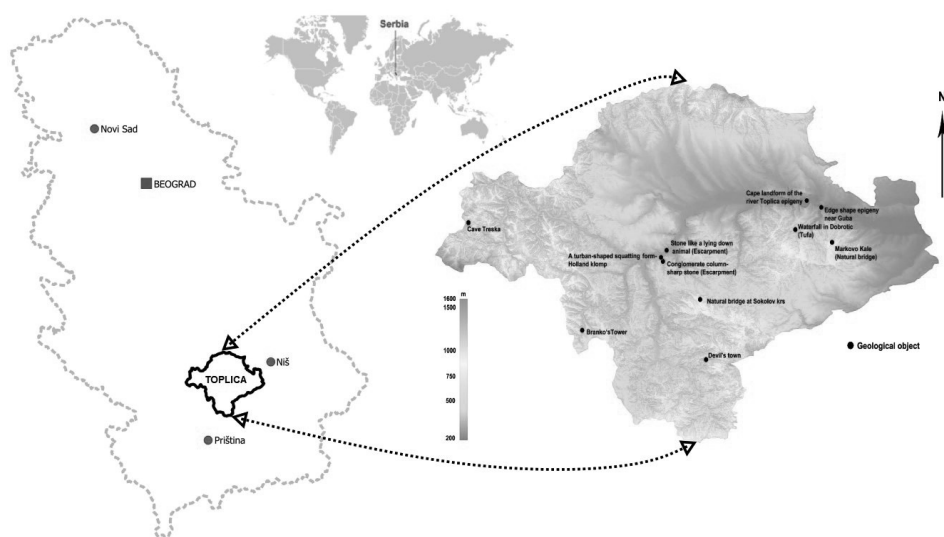 Serbia
Novi Sad
BEOGRAD
TOPLICA
Niš
Priština
N
Cape landform of the
river Toplica epigeny
Edge shape epigeny
near Guba
Waterfall in Dobrotic
(Tufa)
Markovo Kale
(Natural bridge)
Cave Treska
Stone like a lying down
animal (Escarpment)
A turban-shaped squatting form-
Holland klomp
Conglomerate column-
sharp stone (Escarpment)
Natural bridge at Sokolov krs
Branko'sTower
Devil's town
Geological object
m
1600
1500
1000
750
500
200